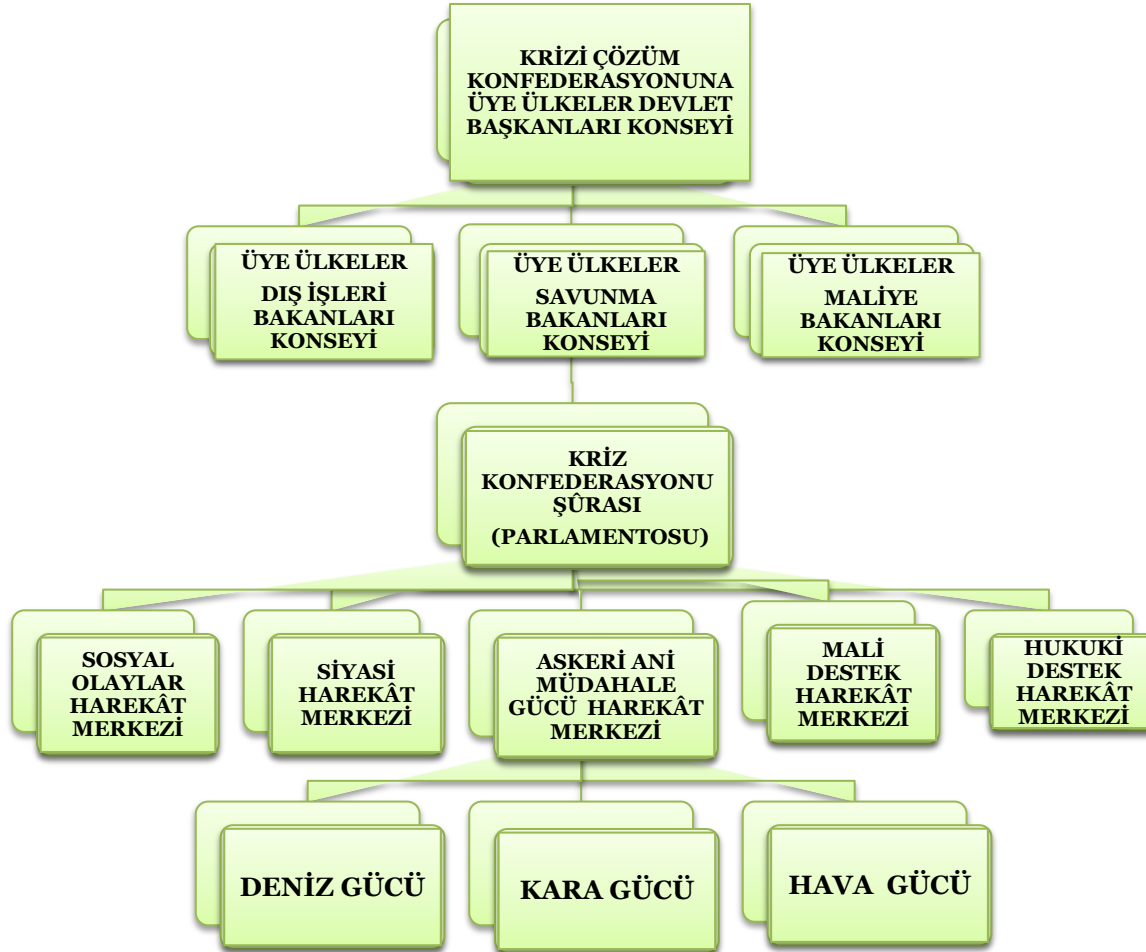 KRİZİ ÇÖZÜM
KONFEDERASYONUNA
ÜYE ÜLKELER DEVLET
BAŞKANLARI KONSEYİ
ÜYE ÜLKELER
DIŞ İŞLERİ
BAKANLARI
KONSEYİ
ÜYE ÜLKELER
SAVUNMA
BAKANLARI
KONSEYİ
ÜYE ÜLKELER
MALİYE
BAKANLARI
KONSEYİ
KRİZ
KONFEDERASYONU
ŞÛRASI
(PARLAMENTOSU)
SOSYAL
OLAYLAR
HAREKÂT
MERKEZİ
SİYASİ
HAREKÂT
MERKEZİ
ASKERİ ANİ
MÜDAHALE
GÜCÜ  HAREKÂT
MERKEZİ
MALİ
DESTEK
HAREKÂT
MERKEZİ
HUKUKİ
DESTEK
HAREKÂT
MERKEZİ
DENİZ GÜCÜ
KARA GÜCÜ
HAVA  GÜCÜ